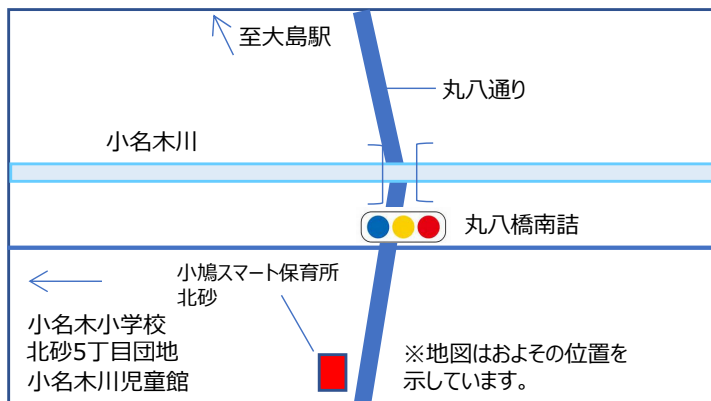 至大島駅
丸八通り
小名木川
丸八橋南詰
小鳩スマート保育所
北砂
小名木小学校
北砂5丁目団地
小名木川児童館
※地図はおよその位置を
示しています。